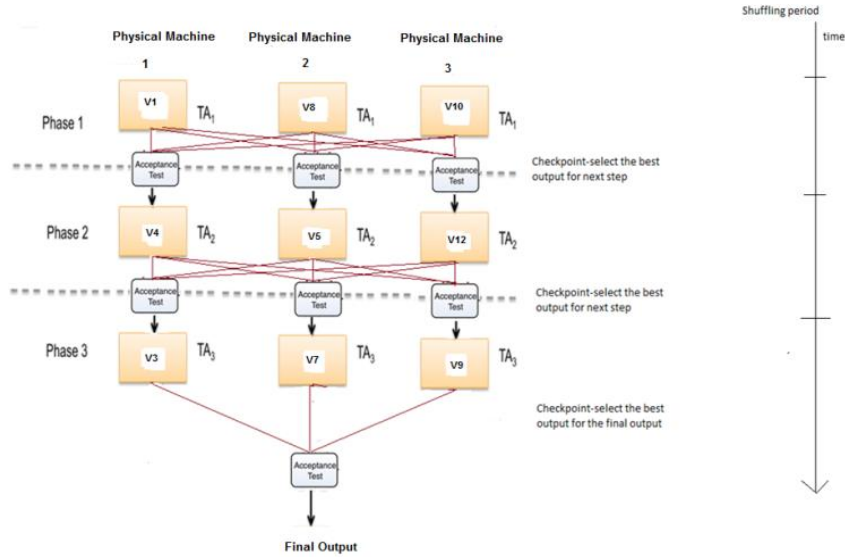 Shuffling period
time
Physical Machine Physical Machine Physical Machine
1 2 3
V1 TA1 V8 TA1 V10 TA1
Phase 1
Acceptance Test Acceptance Test Acceptance Test
Checkpoint-select the best
output for next step
Phase 2
V4 TA2 V5 TA2 V12 TA2
Acceptance Test Acceptance Test Acceptance Test
Checkpoint-select the best
output for next step
Phase 3
V3 TA3 V7 TA3 V9 TA3
Checkpoint-select the best
output for the final output
Acceptance
Test
Final Output